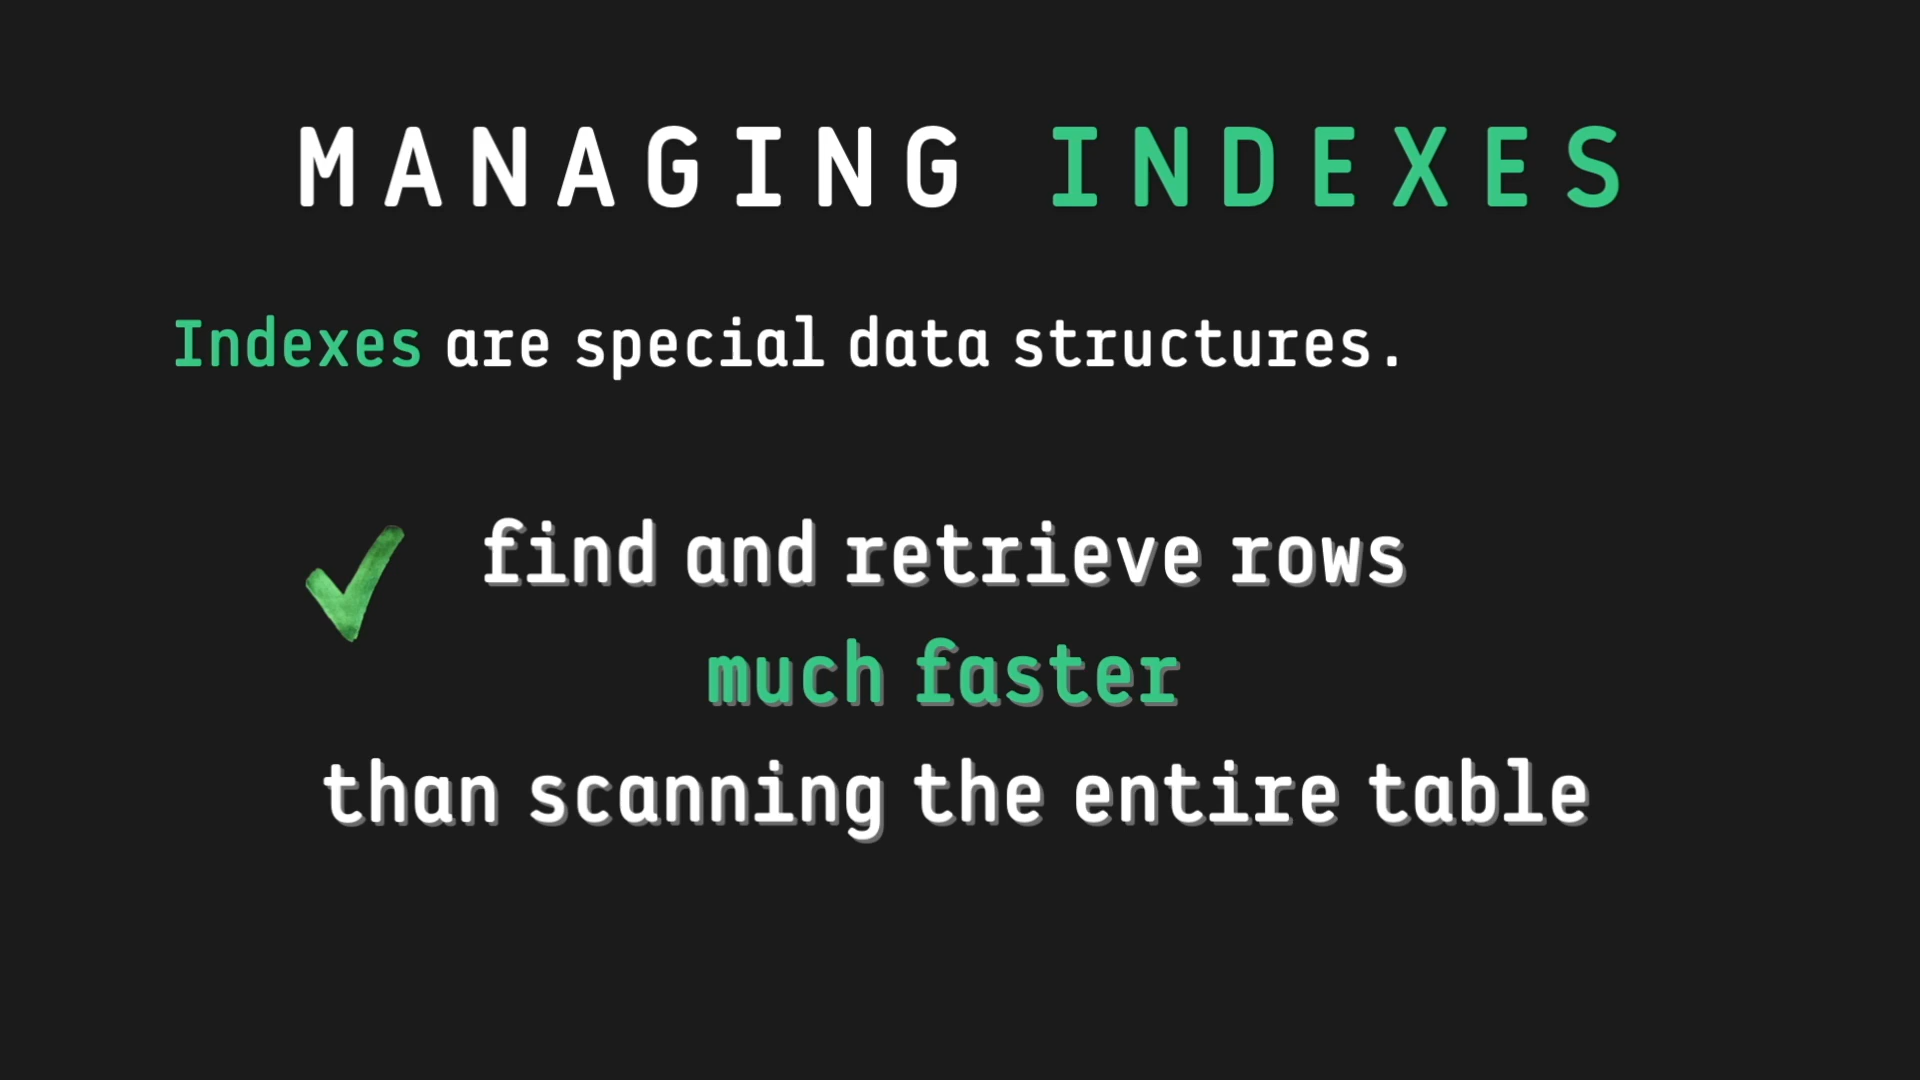 MANAGING INDEXES
Indexes are special data structures.
find and retrieve rows
much faster
than scanning the entire table